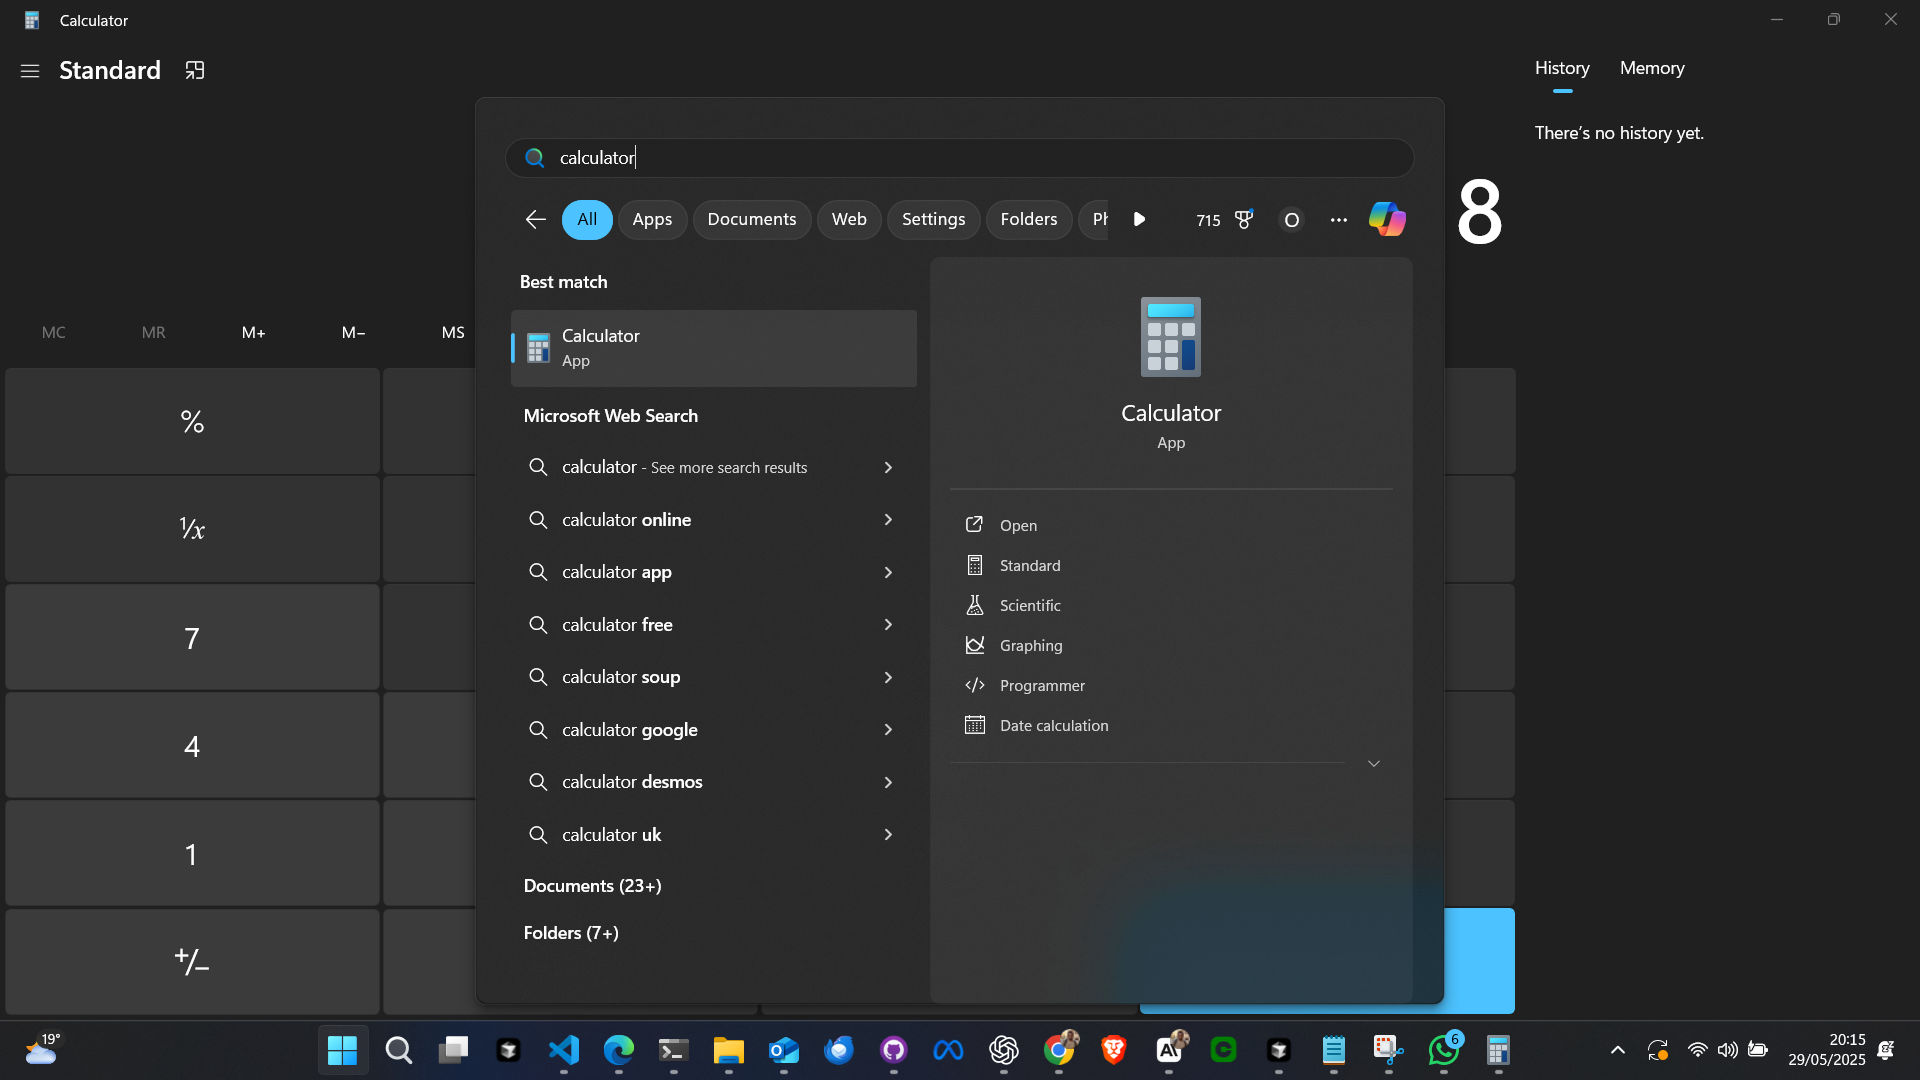 Calculator
Standard
History Memory
There's no history yet.
8
MC MR M+ M− MS
%
¹/x
7
4
1
+/−
calculator
All Apps Documents Web Settings Folders Ph
715
O
Best match
Calculator
App
Microsoft Web Search
calculator - See more search results
calculator online
calculator app
calculator free
calculator soup
calculator google
calculator desmos
calculator uk
Documents (23+)
Folders (7+)
Calculator
App
Open
Standard
Scientific
Graphing
Programmer
Date calculation
19°
6
20:15
29/05/2025